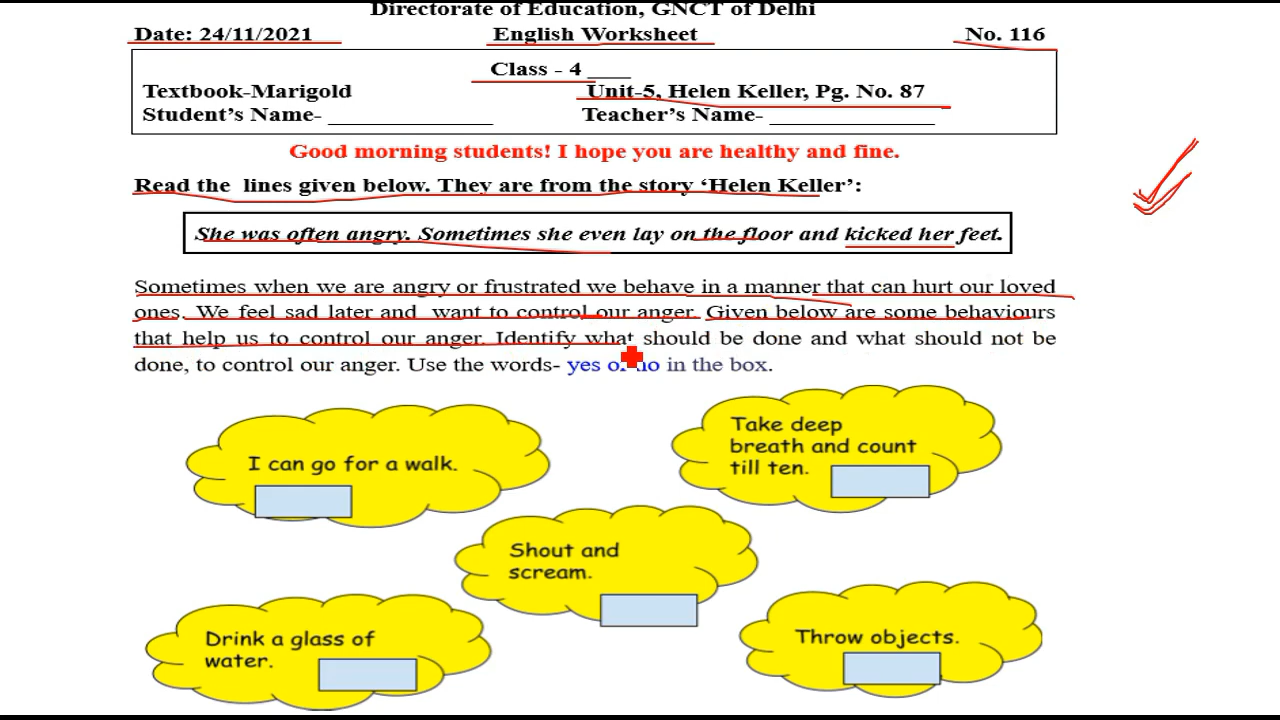 Directorate of Education, GNCT of Delhi
Date: 24/11/2021 English Worksheet No. 116
Class - 4 ____
Textbook-Marigold Unit-5, Helen Keller, Pg. No. 87
Student's Name- _______________ Teacher's Name- _______________
Good morning students! I hope you are healthy and fine.
Read the lines given below. They are from the story 'Helen Keller':
She was often angry. Sometimes she even lay on the floor and kicked her feet.
Sometimes when we are angry or frustrated we behave in a manner that can hurt our loved
ones. We feel sad later and want to control our anger. Given below are some behaviours
that help us to control our anger. Identify what should be done and what should not be
done, to control our anger. Use the words- yes or no in the box.
I can go for a walk.
Take deep
breath and count
till ten.
Shout and
scream.
Drink a glass of
water.
Throw objects.